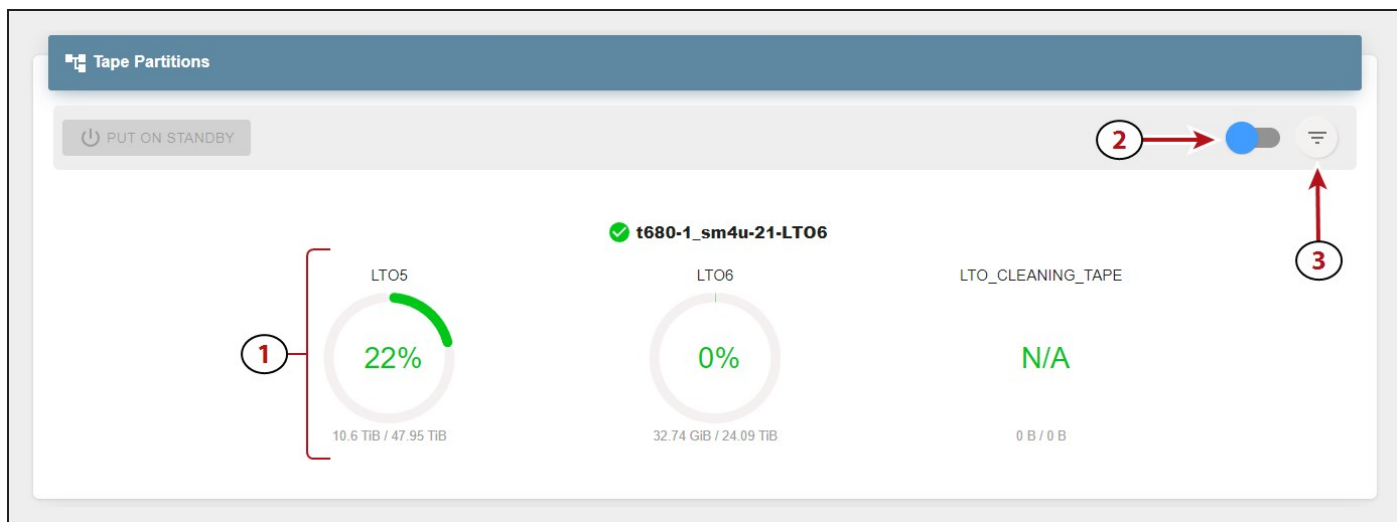 Tape Partitions
PUT ON STANDBY
2
3
t680-1_sm4u-21-LTO6
LTO5 LTO6 LTO_CLEANING_TAPE
1
22% 0% N/A
10.6 TiB / 47.95 TiB 32.74 GiB / 24.09 TiB 0 B / 0 B